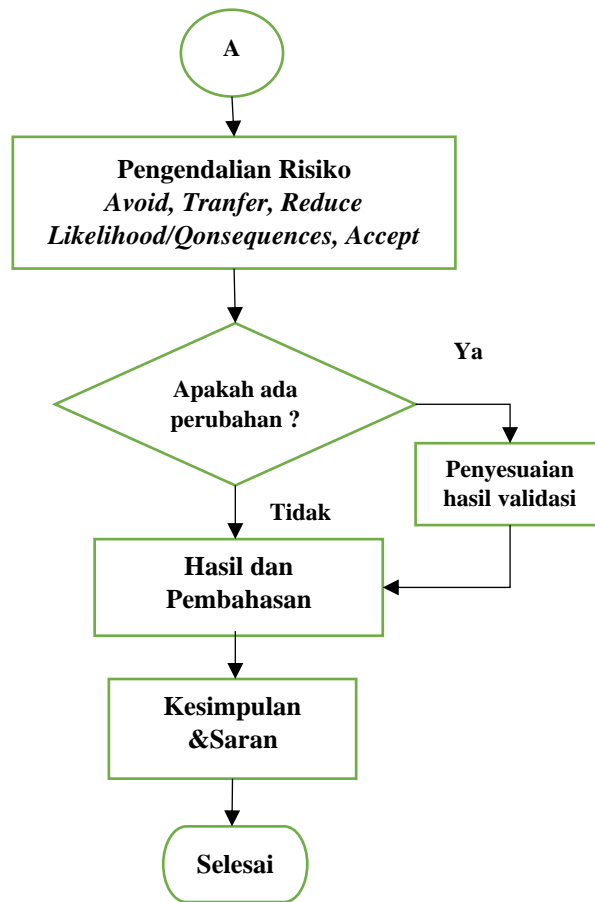 A
Pengendalian Risiko
Avoid, Tranfer, Reduce
Likelihood/Qonsequences, Accept
Ya
Apakah ada
perubahan ?
Penyesuaian
hasil validasi
Tidak
Hasil dan
Pembahasan
Kesimpulan
&Saran
Selesai